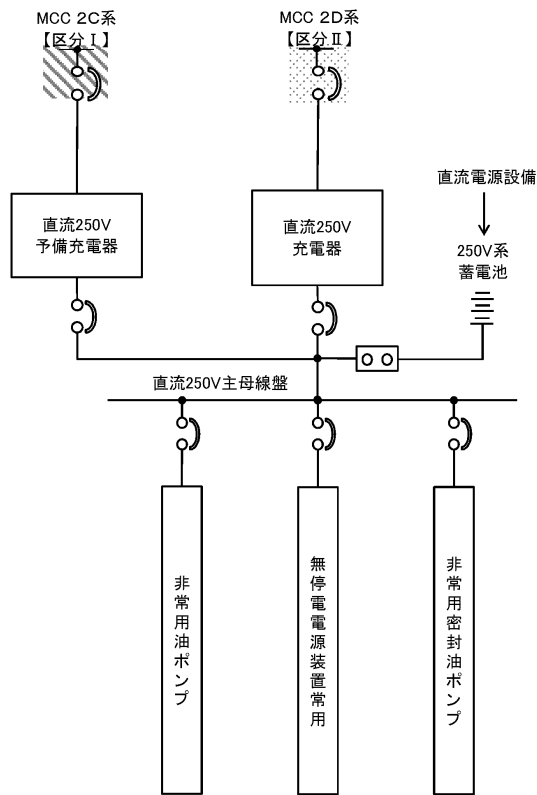 MCC 2C系
【区分Ⅰ】
MCC 2D系
【区分Ⅱ】
直流電源設備
250V系
蓄電池
直流250V
予備充電器
直流250V
充電器
直流250V主母線盤
非常用油ポンプ
無停電電源装置常用
非常用密封油ポンプ